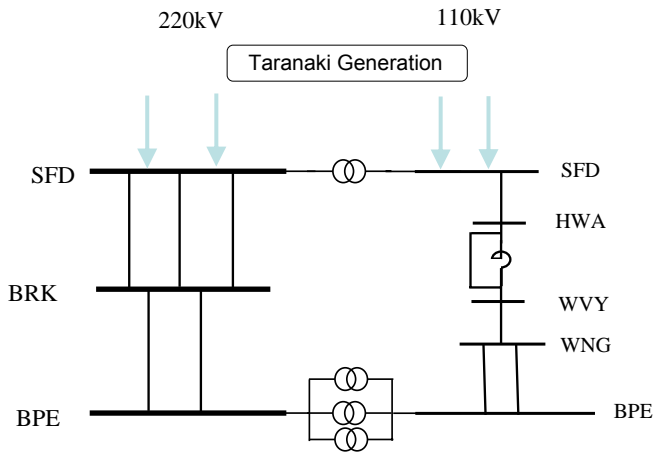 220kV 110kV
Taranaki Generation
SFD SFD
HWA
BRK
WVY
WNG
BPE BPE